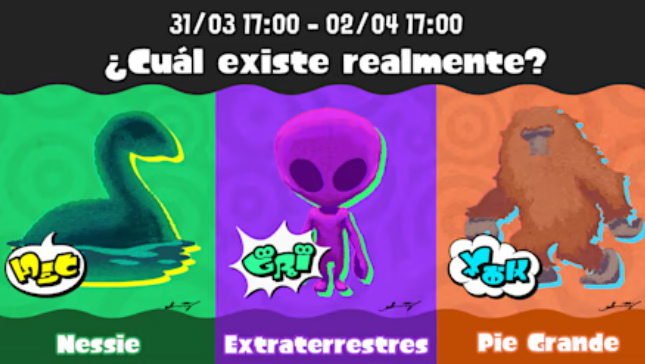 31/03 17:00 - 02/04 17:00
¿Cuál existe realmente?
Nessie
Extraterrestres
Pie Grande